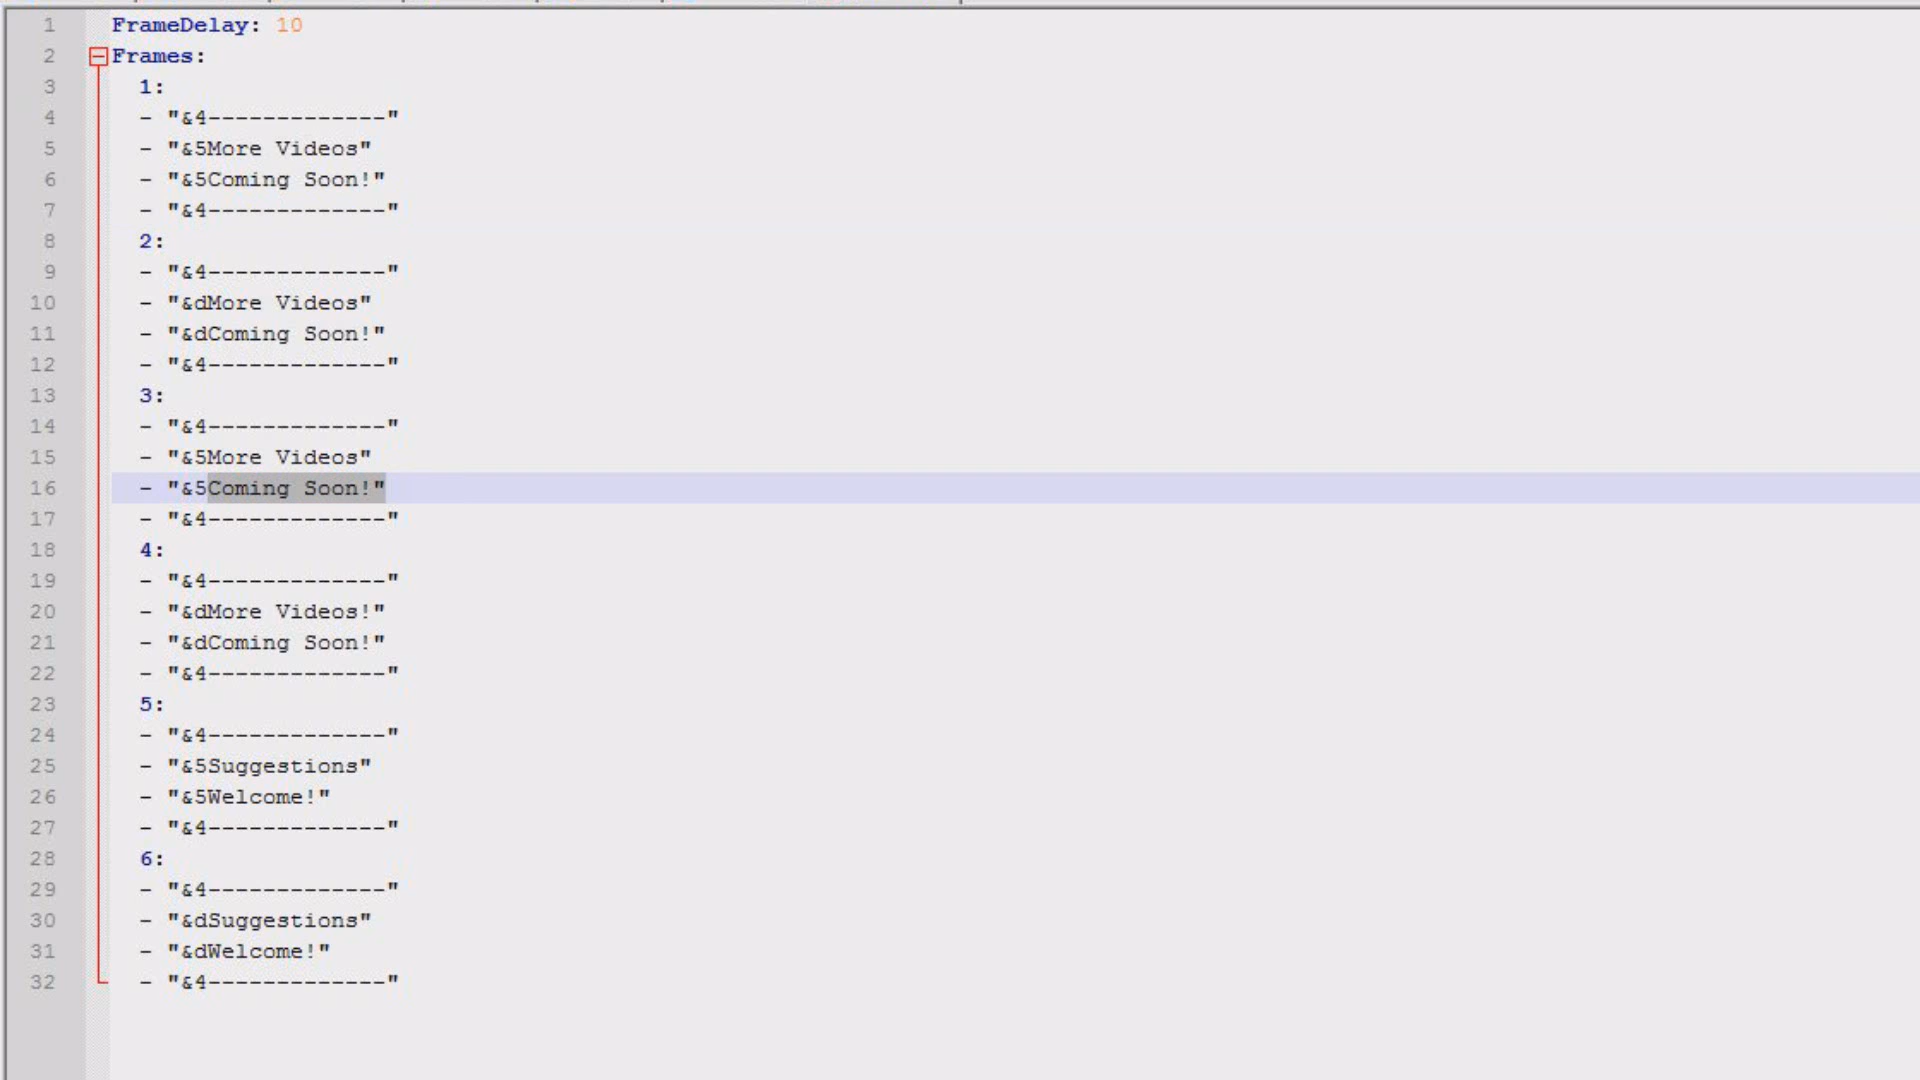 1 FrameDelay: 10
2 Frames:
3 1:
4 - "&4-------------"
5 - "&5More Videos"
6 - "&5Coming Soon!"
7 - "&4-------------"
8 2:
9 - "&4-------------"
10 - "&dMore Videos"
11 - "&dComing Soon!"
12 - "&4-------------"
13 3:
14 - "&4-------------"
15 - "&5More Videos"
16 - "&5Coming Soon!"
17 - "&4-------------"
18 4:
19 - "&4-------------"
20 - "&dMore Videos!"
21 - "&dComing Soon!"
22 - "&4-------------"
23 5:
24 - "&4-------------"
25 - "&5Suggestions"
26 - "&5Welcome!"
27 - "&4-------------"
28 6:
29 - "&4-------------"
30 - "&dSuggestions"
31 - "&dWelcome!"
32 - "&4-------------"